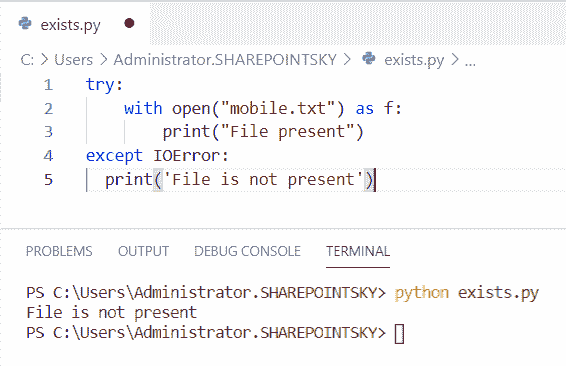 exists.py
C: > Users > Administrator.SHAREPOINTSKY > exists.py > ...
1 try:
2 with open("mobile.txt") as f:
3 print("File present")
4 except IOError:
5 print('File is not present')
PROBLEMS OUTPUT DEBUG CONSOLE TERMINAL
PS C:\Users\Administrator.SHAREPOINTSKY> python exists.py
File is not present
PS C:\Users\Administrator.SHAREPOINTSKY>